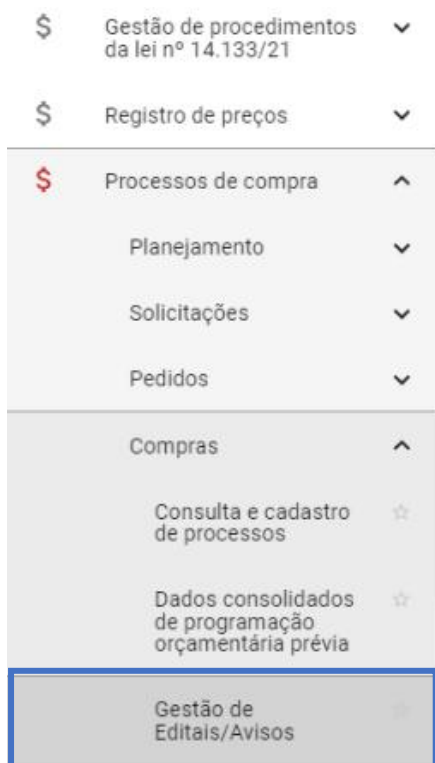 $ Gestão de procedimentos
da lei nº 14.133/21
$ Registro de preços
$ Processos de compra
Planejamento
Solicitações
Pedidos
Compras
Consulta e cadastro
de processos
Dados consolidados
de programação
orçamentária prévia
Gestão de
Editais/Avisos